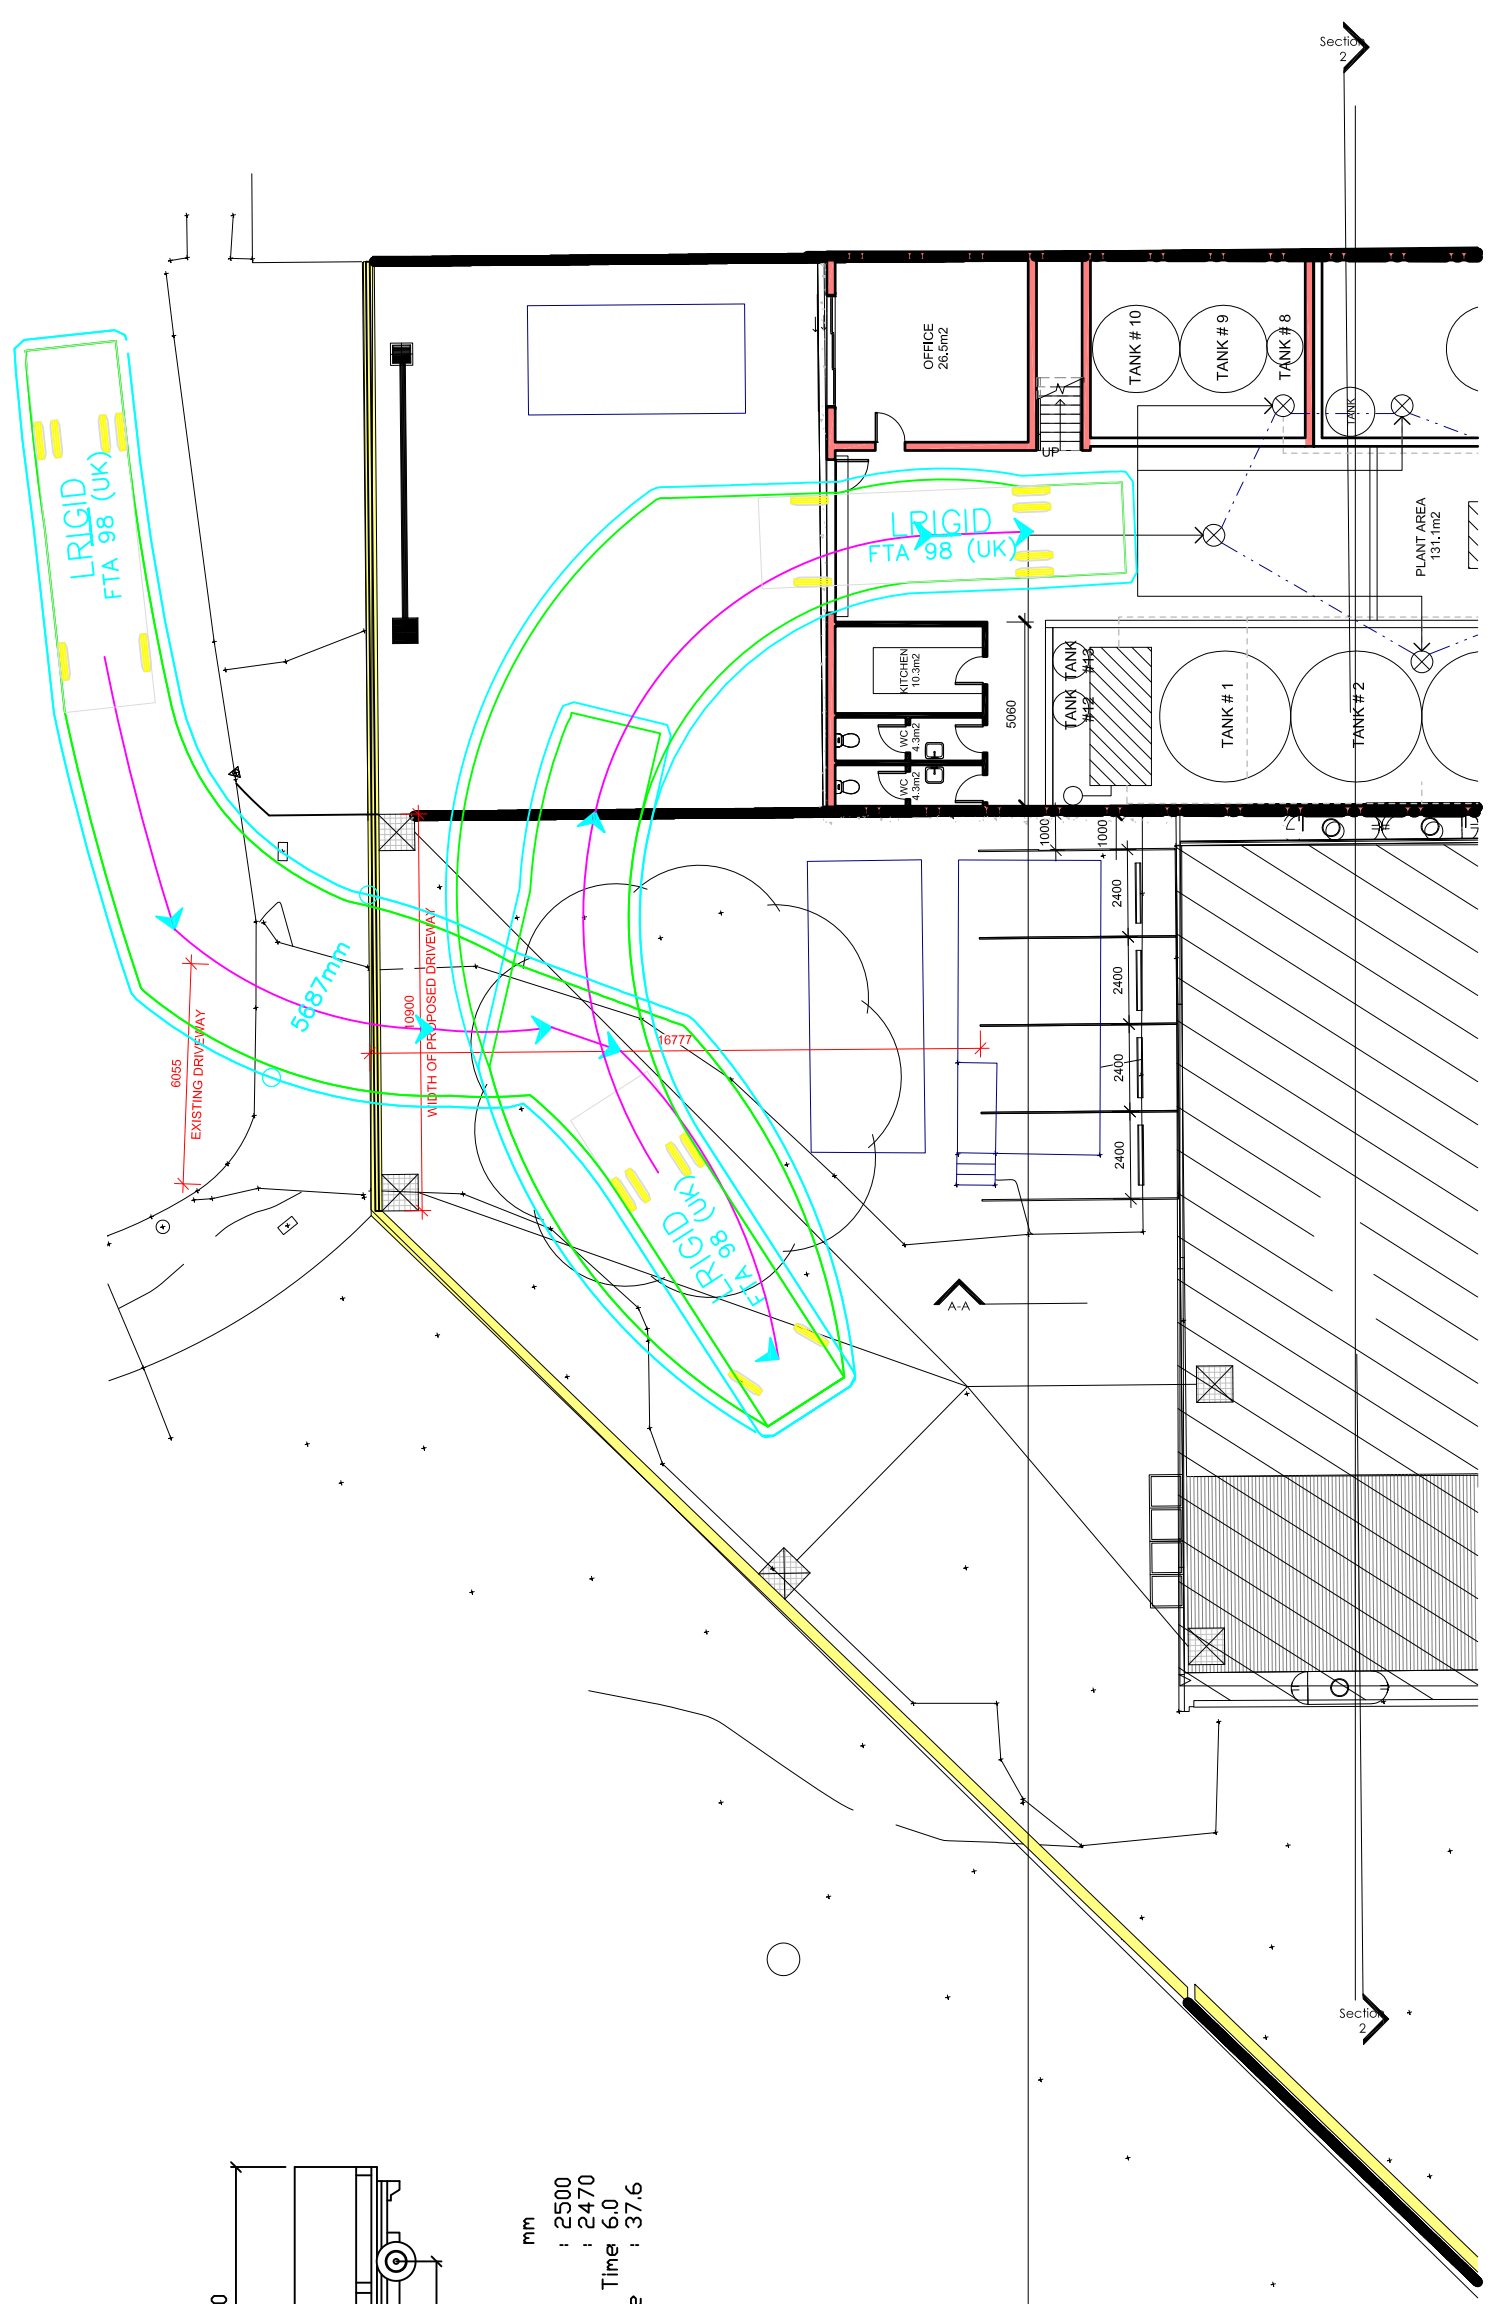 Section
2
OFFICE
26.5m2
TANK # 10
TANK # 9
TANK # 8
TANK
UP
LRIGID
FTA 98 (UK)
LRIGID
FTA 98 (UK)
PLANT AREA
131.1m2
KITCHEN
10.3m2
WC
4.3m2
WC
4.3m2
5060
TANK
#13
TANK
#12
TANK # 1
TANK # 2
1000
1000
2400
2400
2400
2400
5687mm
10900
WIDTH OF PROPOSED DRIVEWAY
16777
6055
EXISTING DRIVEWAY
LRIGID
FTA 98 (UK)
A-A
Section
2
mm
: 2500
: 2470
Time: 6.0
: 37.6